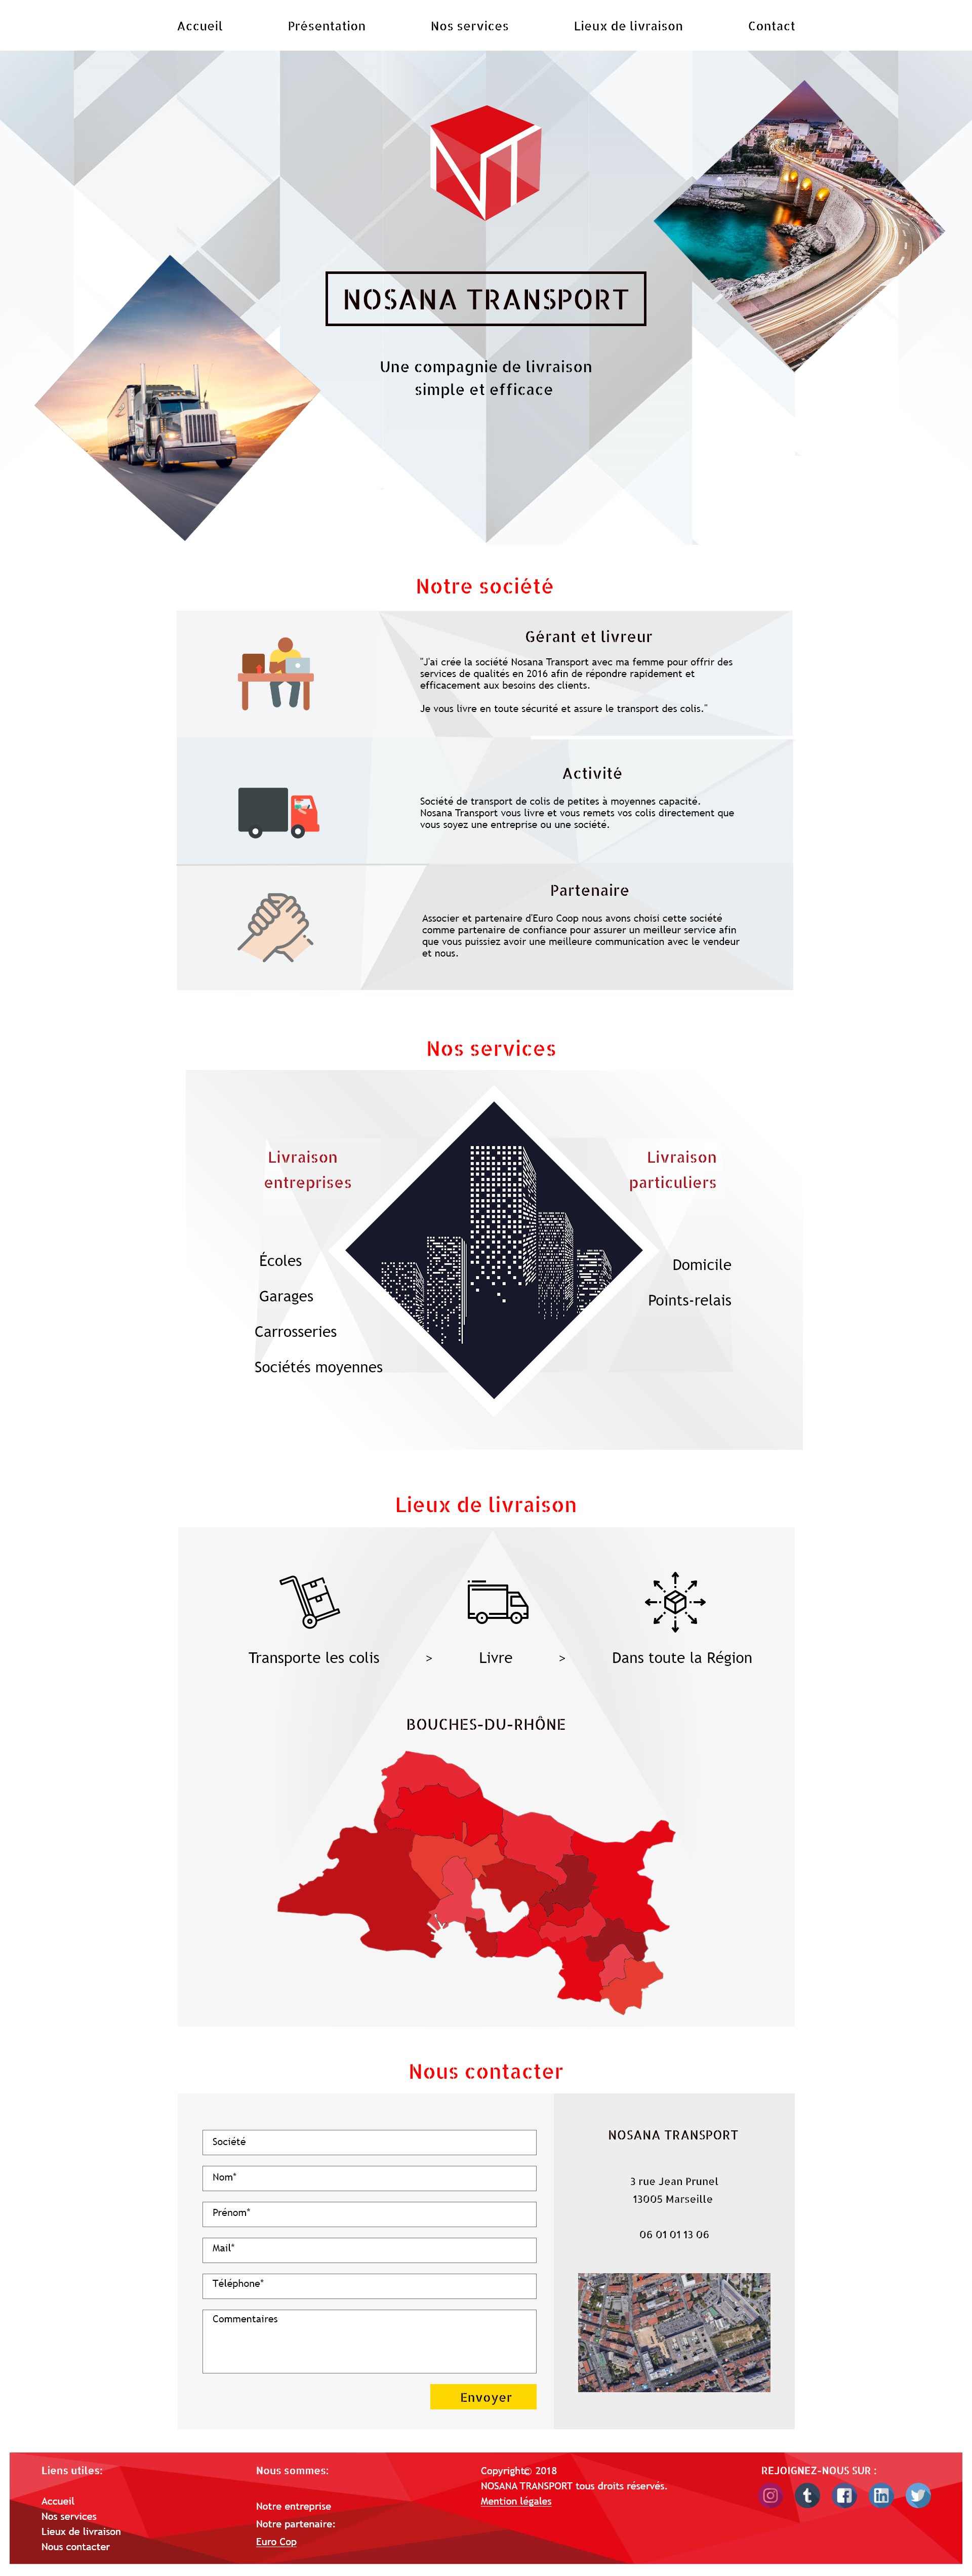 Accueil
Présentation
Nos services
Lieux de livraison
Contact
NT
NOSANA TRANSPORT
Une compagnie de livraison
simple et efficace
Notre société
Gérant et livreur
"J'ai crée la société Nosana Transport avec ma femme pour offrir des
services de qualités en 2016 afin de répondre rapidement et
efficacement aux besoins des clients.
Je vous livre en toute sécurité et assure le transport des colis."
Activité
Société de transport de colis de petites à moyennes capacité.
Nosana Transport vous livre et vous remets vos colis directement que
vous soyez une entreprise ou une société.
Partenaire
Associer et partenaire d'Euro Coop nous avons choisi cette société
comme partenaire de confiance pour assurer un meilleur service afin
que vous puissiez avoir une meilleure communication avec le vendeur
et nous.
Nos services
Livraison
entreprises
Écoles
Garages
Carrosseries
Sociétés moyennes
Livraison
particuliers
Domicile
Points-relais
Lieux de livraison
Transporte les colis > Livre > Dans toute la Région
BOUCHES-DU-RHÔNE
Nous contacter
Société
Nom*
Prénom*
Mail*
Téléphone*
Commentaires
Envoyer
NOSANA TRANSPORT
3 rue Jean Prunel
13005 Marseille
06 01 01 13 06
Liens utiles:
Accueil
Nos services
Lieux de livraison
Nous contacter
Nous sommes:
Notre entreprise
Notre partenaire:
Euro Cop
Copyright© 2018
NOSANA TRANSPORT tous droits réservés.
Mention légales
REJOIGNEZ-NOUS SUR :